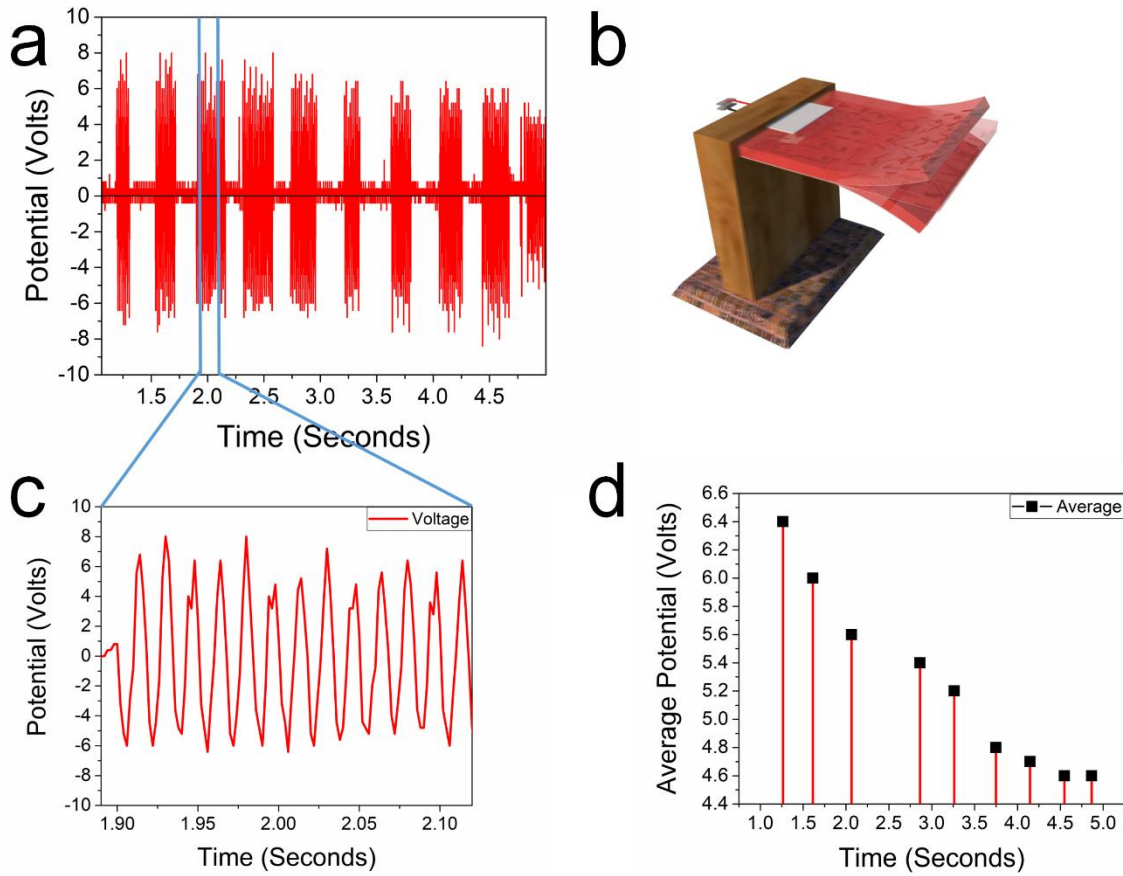 a
10
8
6
4
2
0
-2
-4
-6
-8
-10
Potential (Volts)
1.5 2.0 2.5 3.0 3.5 4.0 4.5
Time (Seconds)
b
c
10
8
6
4
2
0
-2
-4
-6
-8
-10
Potential (Volts)
Voltage
1.90 1.95 2.00 2.05 2.10
Time (Seconds)
d
6.6
6.4
6.2
6.0
5.8
5.6
5.4
5.2
5.0
4.8
4.6
4.4
Average Potential (Volts)
Average
1.0 1.5 2.0 2.5 3.0 3.5 4.0 4.5 5.0
Time (Seconds)